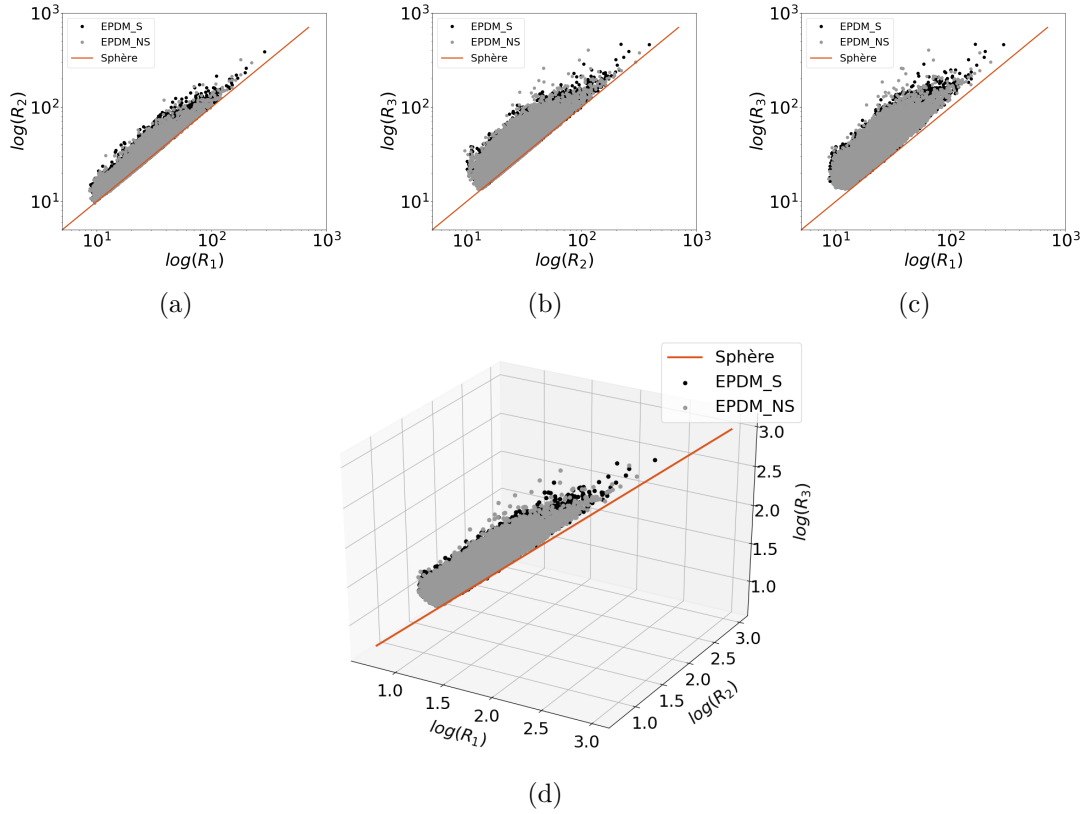 10³
10²
10¹
log(R₂)
EPDM_S
EPDM_NS
Sphère
10¹
10²
10³
log(R₁)
(a)
10³
10²
10¹
log(R₃)
EPDM_S
EPDM_NS
Sphère
10¹
10²
10³
log(R₂)
(b)
10³
10²
10¹
log(R₃)
EPDM_S
EPDM_NS
Sphère
10¹
10²
10³
log(R₁)
(c)
Sphère
EPDM_S
EPDM_NS
3.0
2.5
2.0
1.5
1.0
log(R₃)
1.0
1.5
2.0
2.5
3.0
log(R₁)
1.0
1.5
2.0
2.5
3.0
log(R₂)
(d)